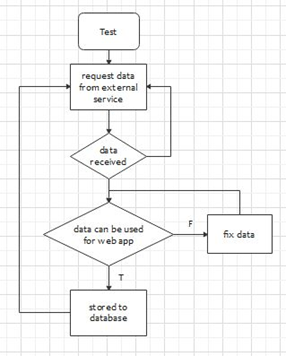 Test
request data
from external
service
data
received
data can be used
for web app
F
fix data
T
stored to
database